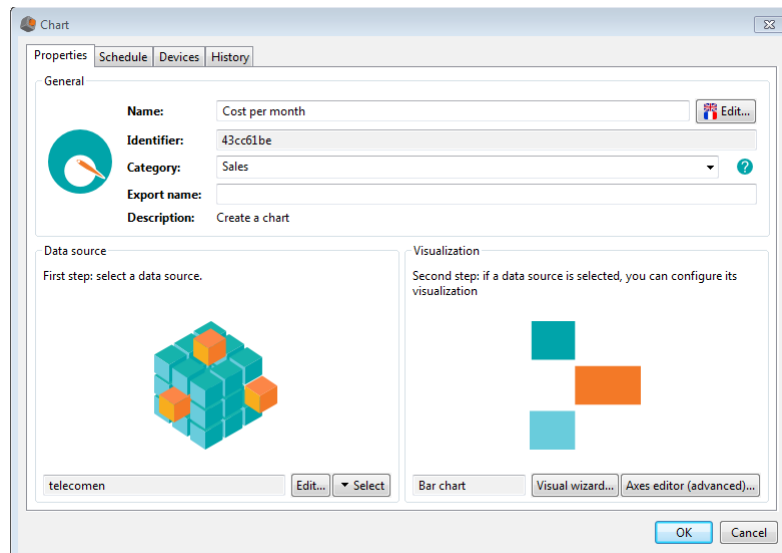 Chart
Properties Schedule Devices History
General
Name: Cost per month Edit...
Identifier: 43cc61be
Category: Sales ?
Export name:
Description: Create a chart
Data source
First step: select a data source.
telecomen Edit... Select
Visualization
Second step: if a data source is selected, you can configure its
visualization
Bar chart Visual wizard... Axes editor (advanced)...
OK Cancel